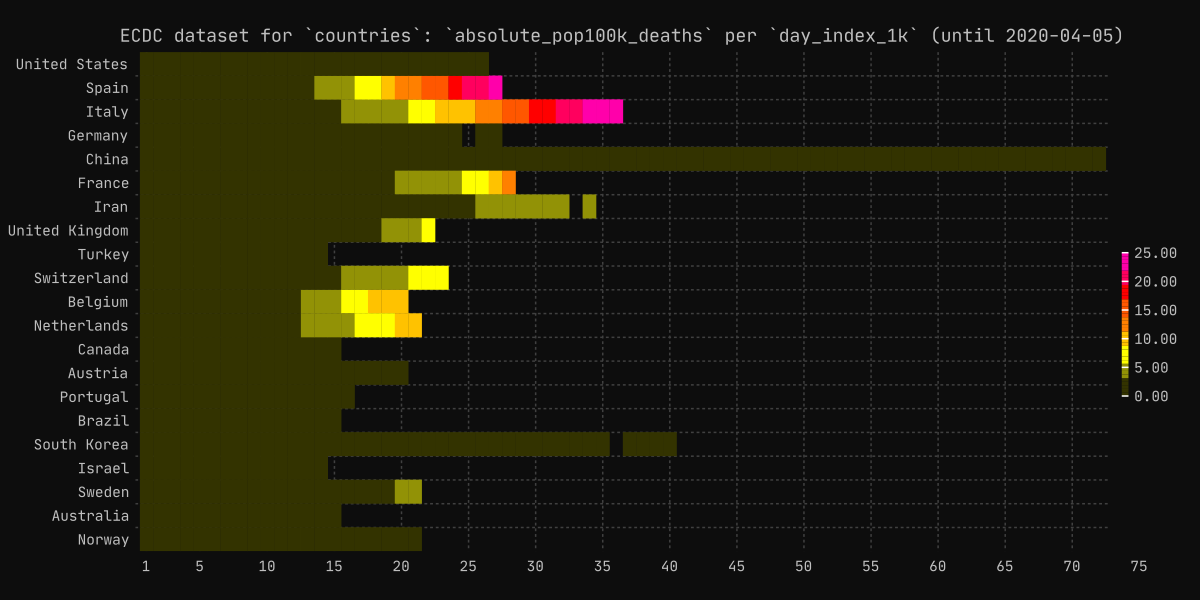 ECDC dataset for `countries`: `absolute_pop100k_deaths` per `day_index_1k` (until 2020-04-05)
United States
Spain
Italy
Germany
China
France
Iran
United Kingdom
Turkey
Switzerland
Belgium
Netherlands
Canada
Austria
Portugal
Brazil
South Korea
Israel
Sweden
Australia
Norway
1 5 10 15 20 25 30 35 40 45 50 55 60 65 70 75
25.00
20.00
15.00
10.00
5.00
0.00